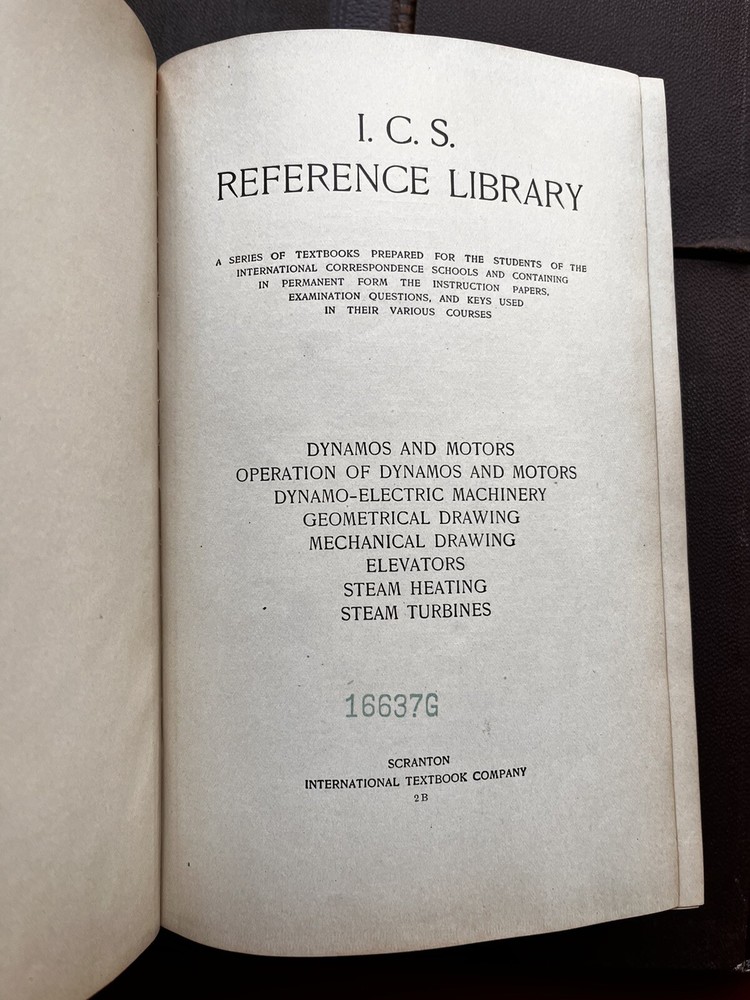 I. C. S.
REFERENCE LIBRARY
A SERIES OF TEXTBOOKS PREPARED FOR THE STUDENTS OF THE
INTERNATIONAL CORRESPONDENCE SCHOOLS AND CONTAINING
IN PERMANENT FORM THE INSTRUCTION PAPERS,
EXAMINATION QUESTIONS, AND KEYS USED
IN THEIR VARIOUS COURSES
DYNAMOS AND MOTORS
OPERATION OF DYNAMOS AND MOTORS
DYNAMO-ELECTRIC MACHINERY
GEOMETRICAL DRAWING
MECHANICAL DRAWING
ELEVATORS
STEAM HEATING
STEAM TURBINES
16637G
SCRANTON
INTERNATIONAL TEXTBOOK COMPANY
2B